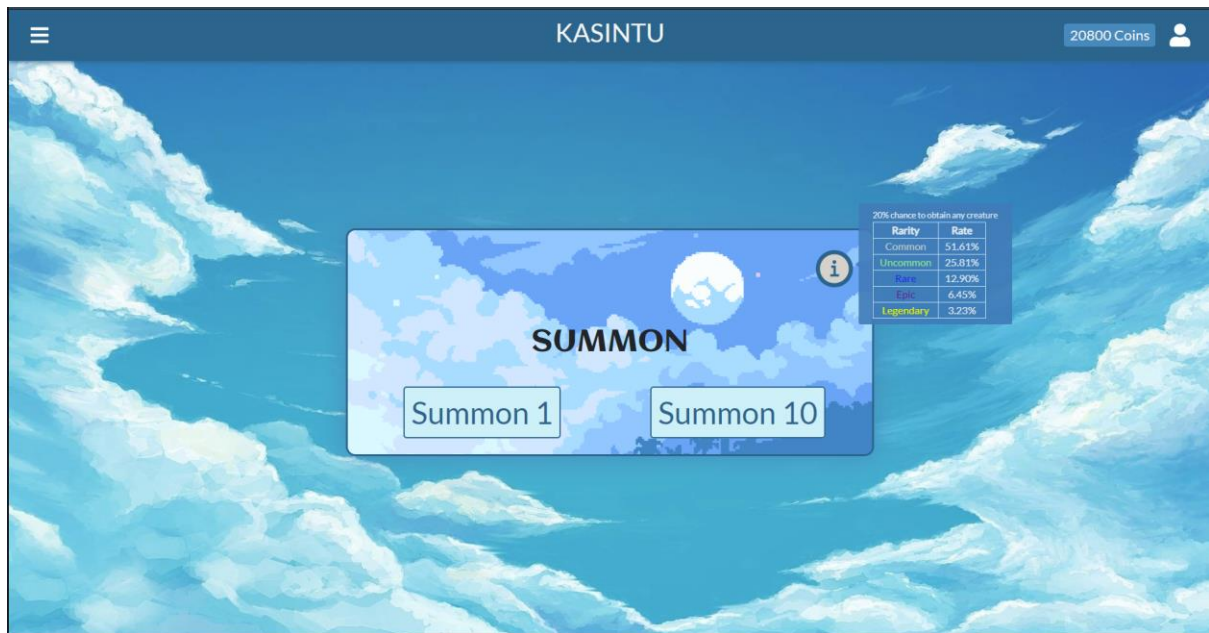 KASINTU
20800 Coins
20% chance to obtain any creature
Rarity Rate
Common 51.61%
Uncommon 25.81%
Rare 12.90%
Epic 6.45%
Legendary 3.23%
i
SUMMON
Summon 1
Summon 10